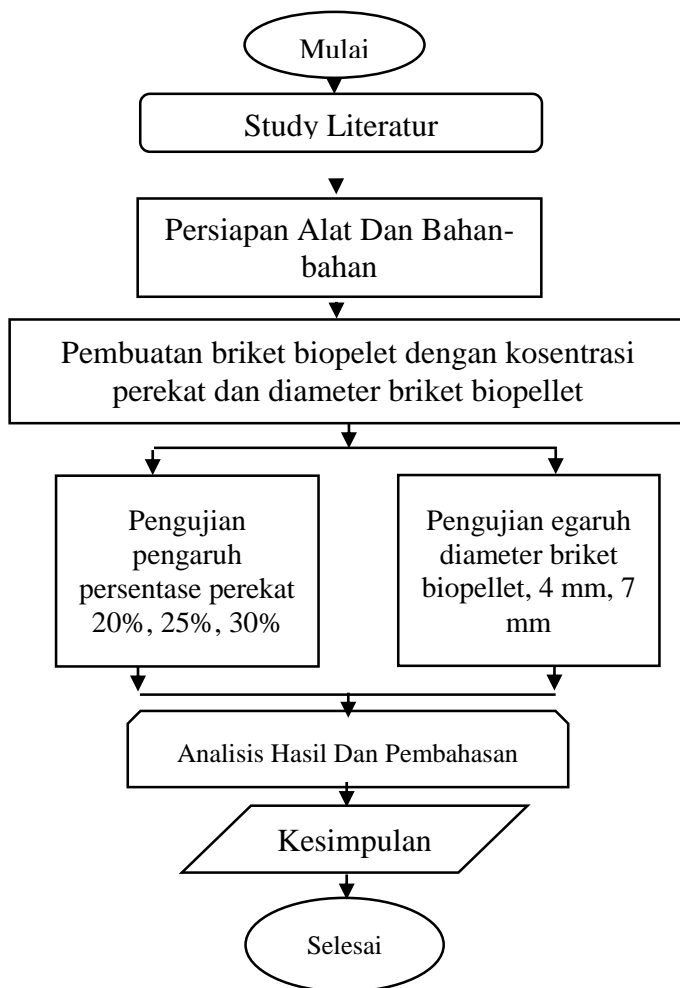 Mulai
Study Literatur
Persiapan Alat Dan Bahan-
bahan
Pembuatan briket biopelet dengan kosentrasi
perekat dan diameter briket biopellet
Pengujian
pengaruh
persentase perekat
20%, 25%, 30%
Pengujian egaruh
diameter briket
biopellet, 4 mm, 7
mm
Analisis Hasil Dan Pembahasan
Kesimpulan
Selesai